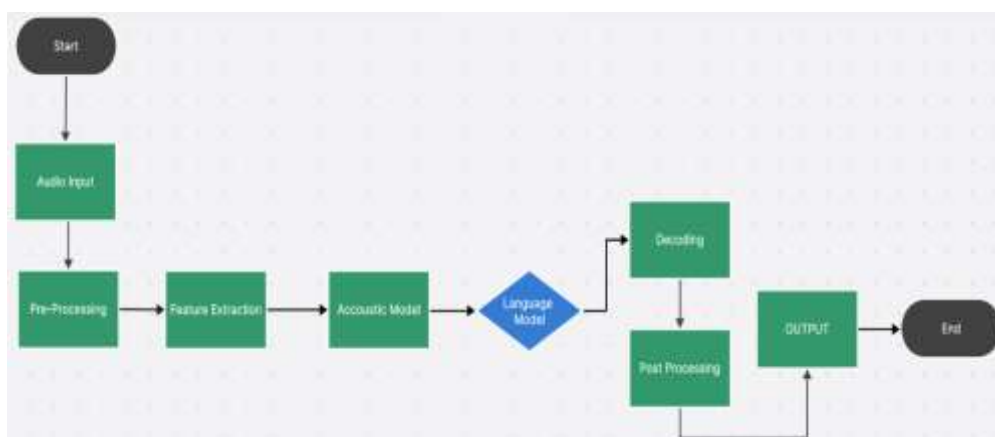 Start
Audio Input
Pre-Processing
Feature Extraction
Accoustic Model
Language
Model
Decoding
Post Processing
OUTPUT
End